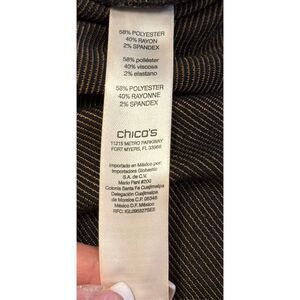 58% POLYESTER
40% RAYON
2% SPANDEX
58% poliéster
40% viscosa
2% elastano
58% POLYESTER
40% RAYONNE
2% SPANDEX
chico's
11215 METRO PARKWAY
FORT MYERS, FL 33966
Importado en México por:
Importadora Globastic
S.A. de C.V.
Mario Pani #200
Colonia Santa Fe Cuajimalpa
Delegación Cuajimalpa
de Morelos C.P. 05348
México D.F. México